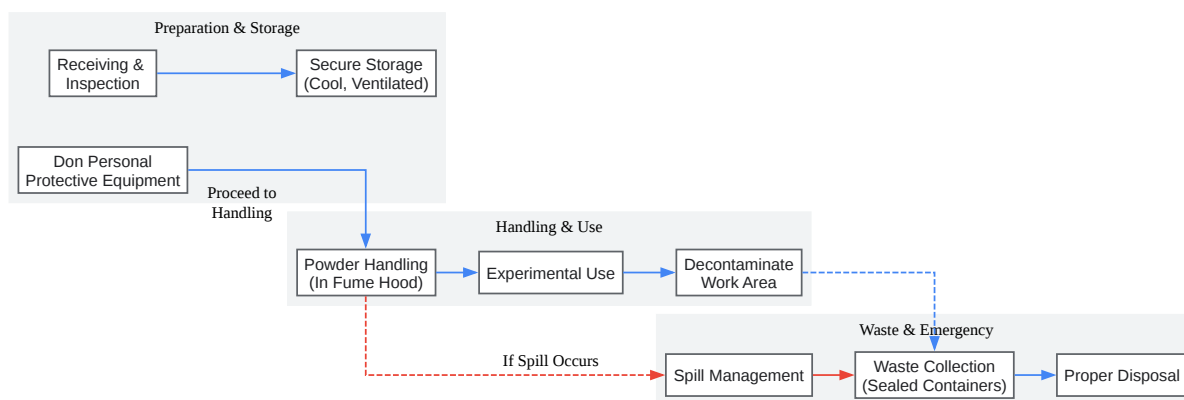 Preparation & Storage
Receiving &
Inspection
Secure Storage
(Cool, Ventilated)
Don Personal
Protective Equipment
Proceed to
Handling
Handling & Use
Powder Handling
(In Fume Hood)
Experimental Use
Decontaminate
Work Area
Waste & Emergency
If Spill Occurs
Spill Management
Waste Collection
(Sealed Containers)
Proper Disposal